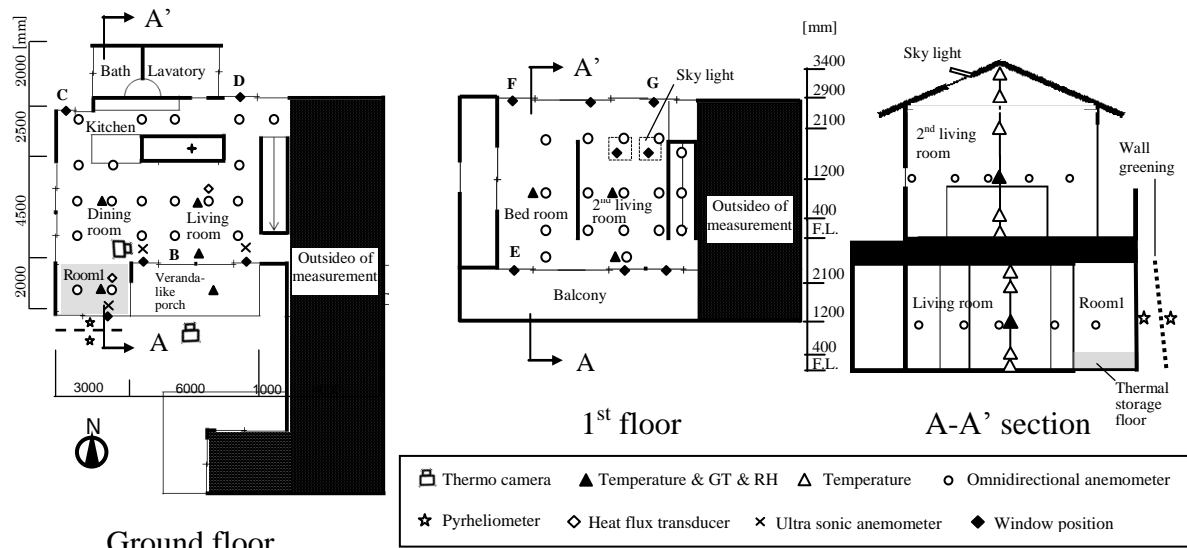 A'
2000 [mm]
2500
4500
2000
Bath
Lavatory
C
D
Kitchen
Dining
room
Living
room
B
Room1
Veranda-
like
porch
Outsideo of
measurement
A
3000
6000
1000
N
Ground floor
A'
F
G
Sky light
Bed room
2nd living
room
Outsideo of
measurement
E
Balcony
A
1st floor
[mm]
3400
2900
2100
1200
400
F.L.
2100
1200
400
F.L.
Sky light
2nd living
room
Wall
greening
Living room
Room1
Thermal
storage
floor
A-A' section
Thermo camera
Temperature & GT & RH
Temperature
Omnidirectional anemometer
Pyrheliometer
Heat flux transducer
Ultra sonic anemometer
Window position